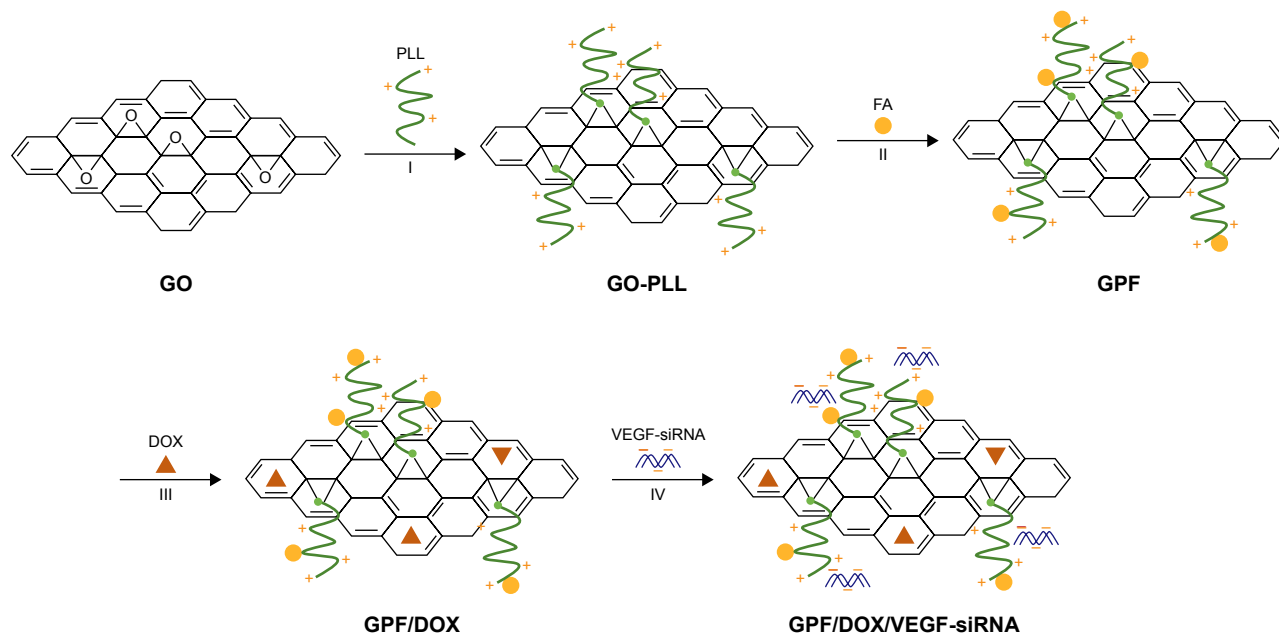 PLL
I
FA
II
O
O
O
O
GO
GO-PLL
GPF
DOX
III
VEGF-siRNA
IV
GPF/DOX
GPF/DOX/VEGF-siRNA